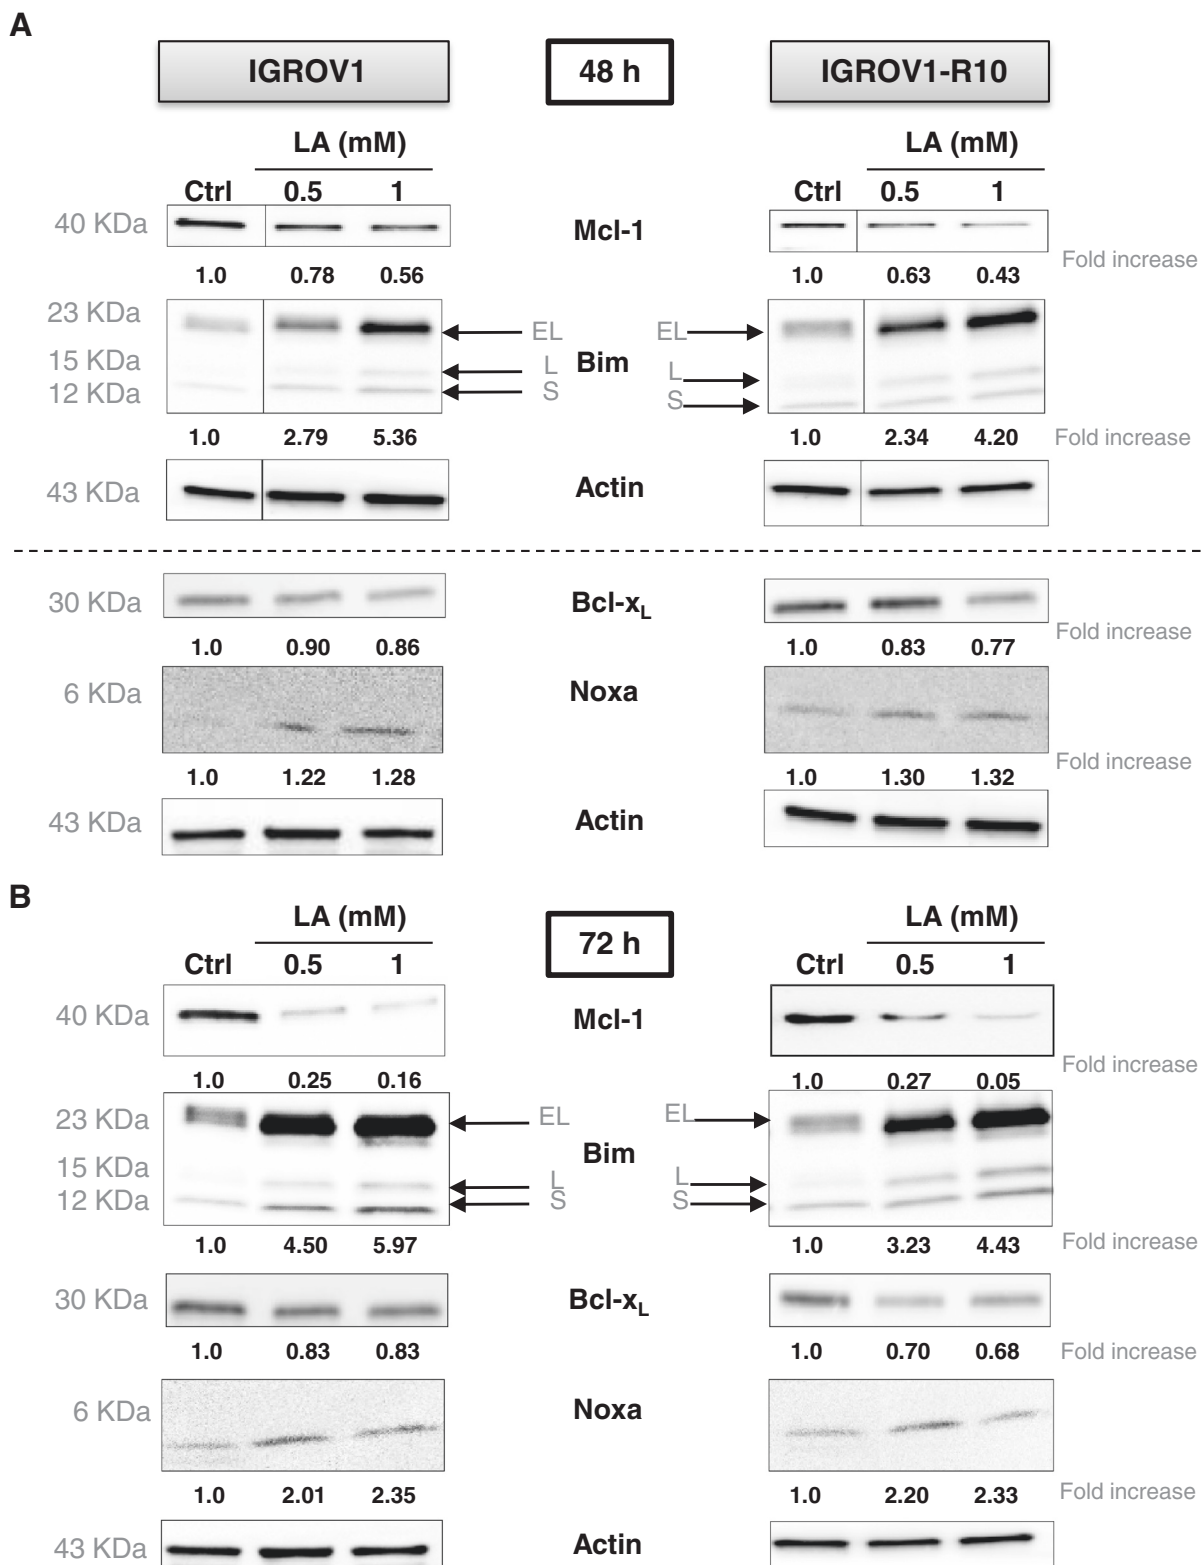 A
IGROV1 48 h IGROV1-R10
LA (mM) LA (mM)
Ctrl 0.5 1 Ctrl 0.5 1
40 KDa Mcl-1
Fold increase
1.0 0.78 0.56 1.0 0.63 0.43
23 KDa EL EL
15 KDa L Bim L
12 KDa S S
1.0 2.79 5.36 1.0 2.34 4.20 Fold increase
43 KDa Actin
30 KDa Bcl-xL
Fold increase
1.0 0.90 0.86 1.0 0.83 0.77
6 KDa Noxa
Fold increase
1.0 1.22 1.28 1.0 1.30 1.32
43 KDa Actin
B
LA (mM) 72 h LA (mM)
Ctrl 0.5 1 Ctrl 0.5 1
40 KDa Mcl-1
Fold increase
1.0 0.25 0.16 1.0 0.27 0.05
23 KDa EL EL
Bim
15 KDa L L
12 KDa S S
1.0 4.50 5.97 1.0 3.23 4.43 Fold increase
30 KDa Bcl-xL
1.0 0.83 0.83 1.0 0.70 0.68 Fold increase
6 KDa Noxa
1.0 2.01 2.35 1.0 2.20 2.33 Fold increase
43 KDa Actin